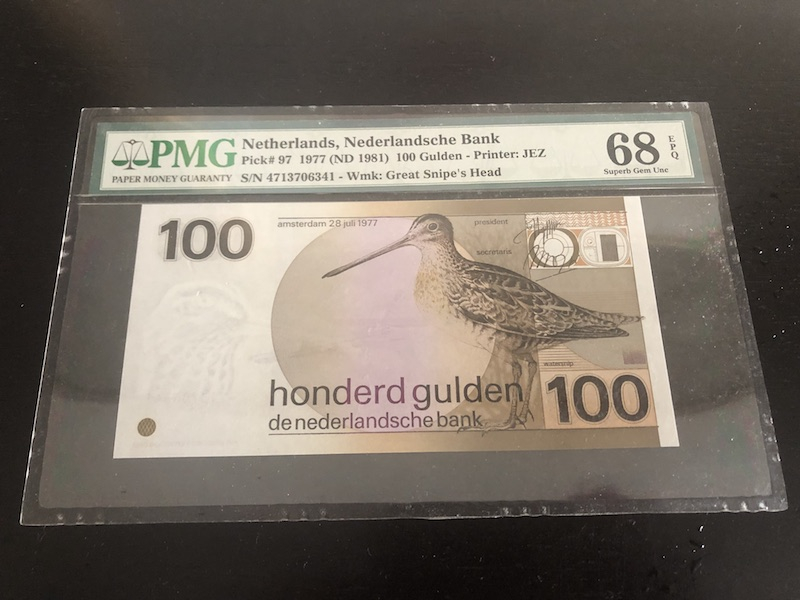 PMG
PAPER MONEY GUARANTY
Netherlands, Nederlandsche Bank
Pick# 97 1977 (ND 1981) 100 Gulden - Printer: JEZ
S/N 4713706341 - Wmk: Great Snipe's Head
68 EPQ
Superb Gem Unc
100
amsterdam 28 juli 1977
president
secretaris
watersnip
honderd gulden
100
de nederlandsche bank